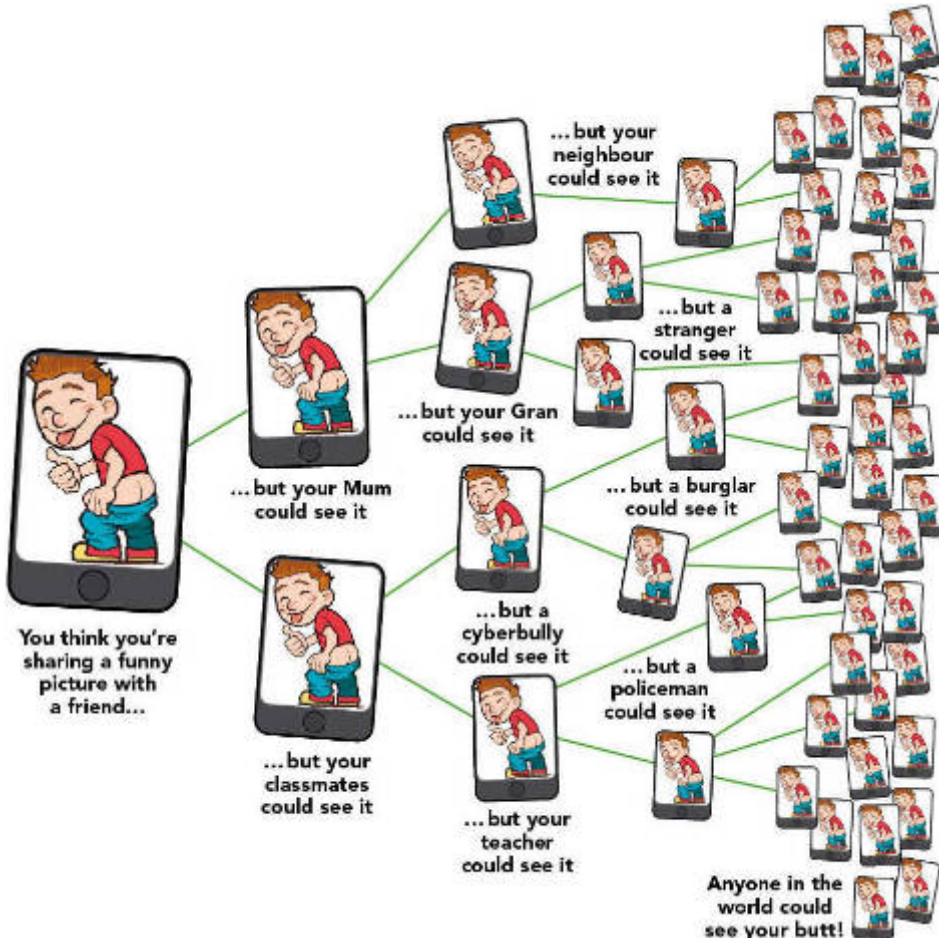 You think you're
sharing a funny
picture with
a friend...
...but your Mum
could see it
...but your
classmates
could see it
...but your
neighbour
could see it
...but your Gran
could see it
...but a
cyberbully
could see it
...but your
teacher
could see it
...but a
stranger
could see it
...but a burglar
could see it
...but a
policeman
could see it
Anyone in the
world could
see your butt!